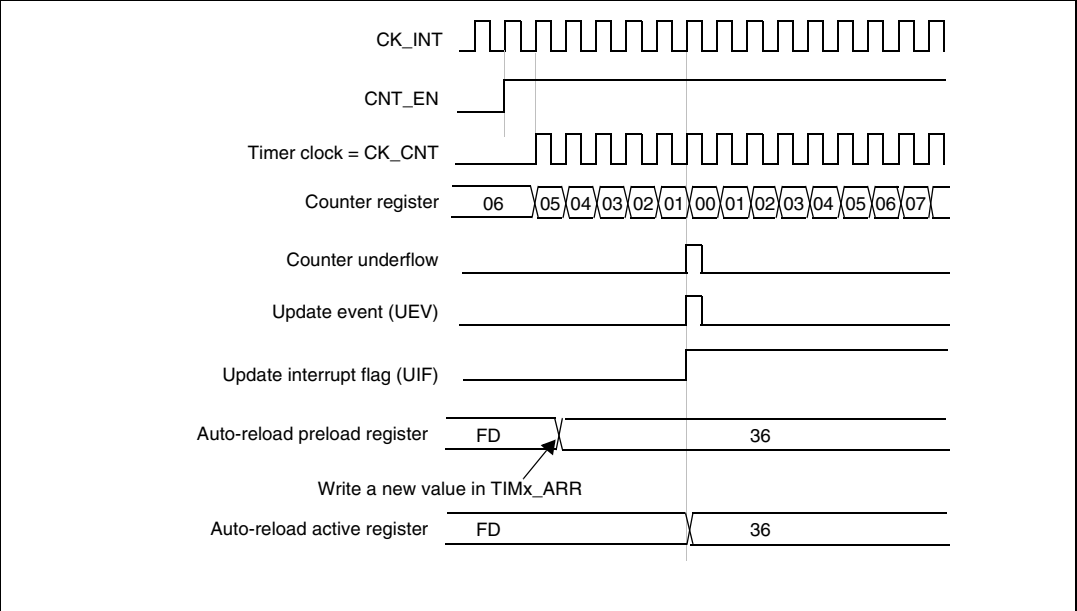 CK_INT
CNT_EN
Timer clock = CK_CNT
Counter register 06 05 04 03 02 01 00 01 02 03 04 05 06 07
Counter underflow
Update event (UEV)
Update interrupt flag (UIF)
Auto-reload preload register FD 36
Write a new value in TIMx_ARR
Auto-reload active register FD 36